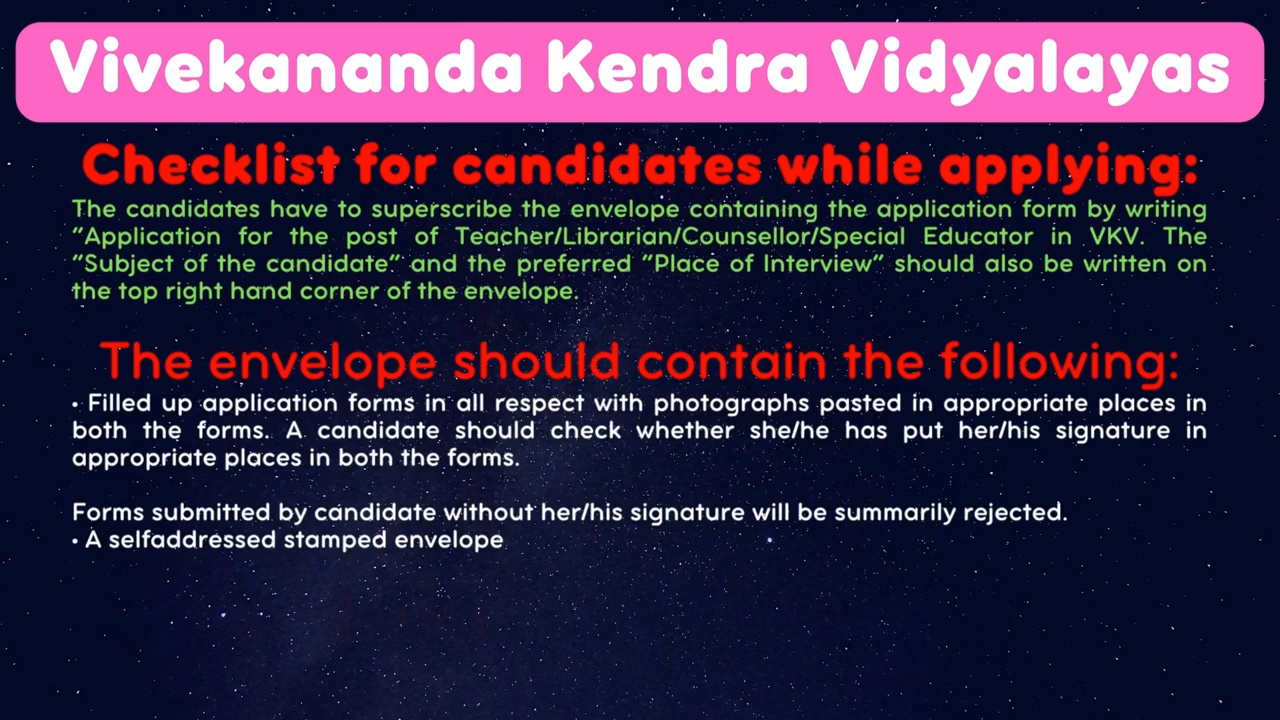 Vivekananda Kendra Vidyalayas
Checklist for candidates while applying:
The candidates have to superscribe the envelope containing the application form by writing
"Application for the post of Teacher/Librarian/Counsellor/Special Educator in VKV. The
"Subject of the candidate" and the preferred "Place of Interview" should also be written on
the top right hand corner of the envelope.
The envelope should contain the following:
• Filled up application forms in all respect with photographs pasted in appropriate places in
both the forms. A candidate should check whether she/he has put her/his signature in
appropriate places in both the forms.
Forms submitted by candidate without her/his signature will be summarily rejected.
• A selfaddressed stamped envelope